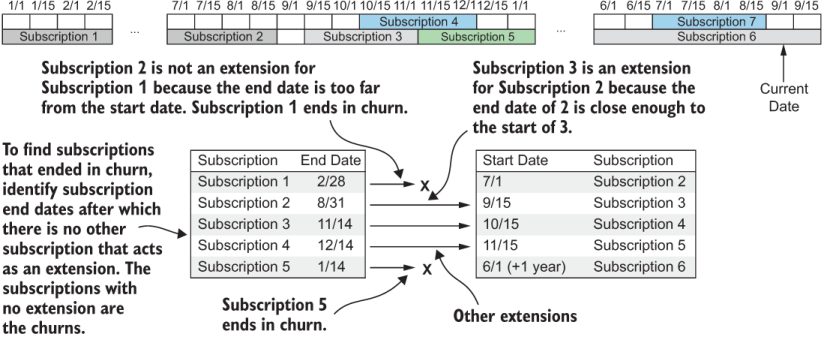 1/1 1/15 2/1 2/15 7/1 7/15 8/1 8/15 9/1 9/15 10/1 10/15 11/1 11/15 12/1 12/15 1/1 6/1 6/15 7/1 7/15 8/1 8/15 9/1 9/15
Subscription 4 Subscription 7
Subscription 1 ... Subscription 2 Subscription 3 Subscription 5 ... Subscription 6
Subscription 2 is not an extension for
Subscription 1 because the end date is too far
from the start date. Subscription 1 ends in churn.
Subscription 3 is an extension
for Subscription 2 because the
end date of 2 is close enough to
the start of 3.
Current
Date
To find subscriptions
that ended in churn,
identify subscription
end dates after which
there is no other
subscription that acts
as an extension. The
subscriptions with
no extension are
the churns.
Subscription End Date
Subscription 1 2/28
Subscription 2 8/31
Subscription 3 11/14
Subscription 4 12/14
Subscription 5 1/14
X
X
Start Date Subscription
7/1 Subscription 2
9/15 Subscription 3
10/15 Subscription 4
11/15 Subscription 5
6/1 (+1 year) Subscription 6
Subscription 5
ends in churn.
Other extensions